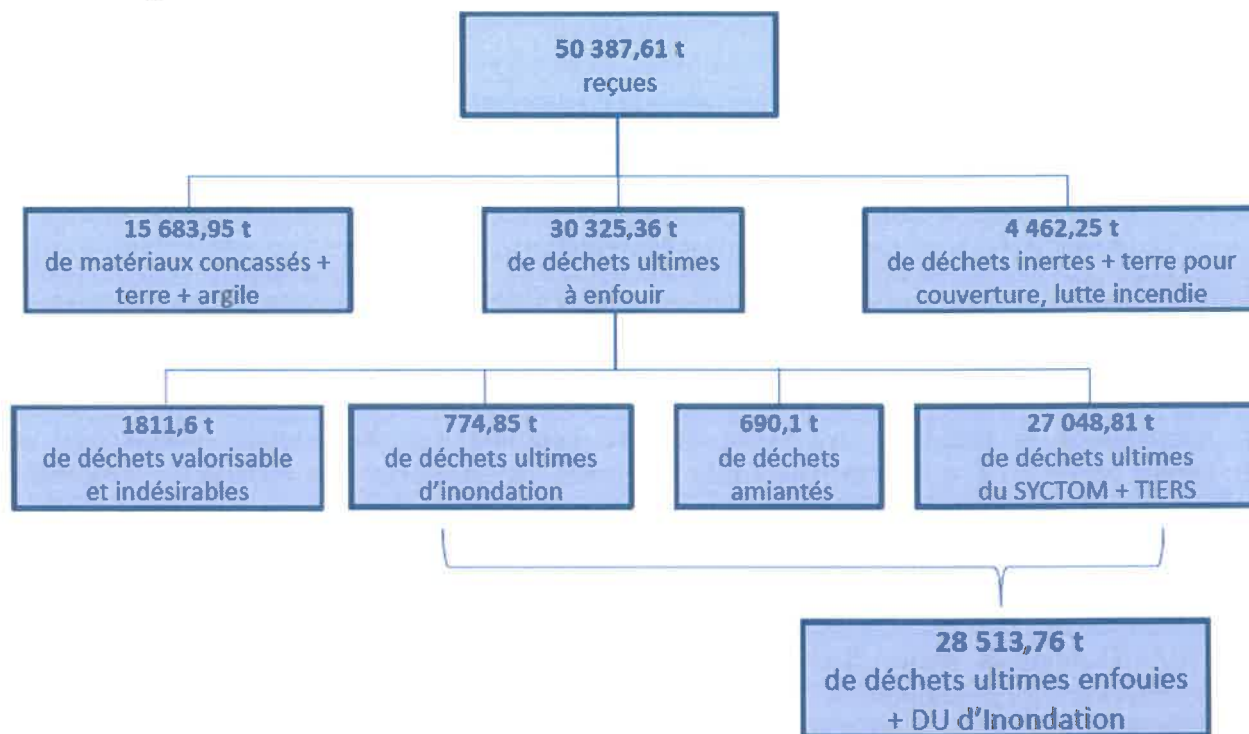 50 387,61 t
reçues
15 683,95 t
de matériaux concassés +
terre + argile
30 325,36 t
de déchets ultimes
à enfouir
4 462,25 t
de déchets inertes + terre pour
couverture, lutte incendie
1811,6 t
de déchets valorisable
et indésirables
774,85 t
de déchets ultimes
d'inondation
690,1 t
de déchets
amiantés
27 048,81 t
de déchets ultimes
du SYCTOM + TIERS
28 513,76 t
de déchets ultimes enfouies
+ DU d'Inondation